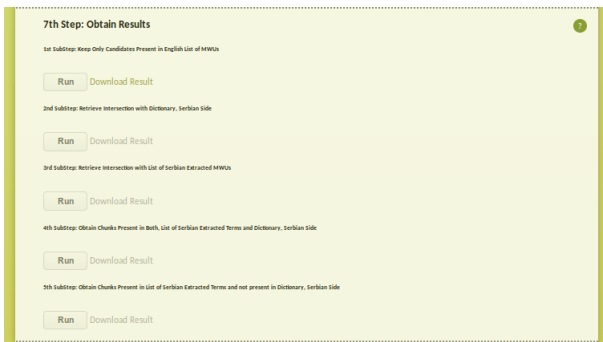 7th Step: Obtain Results
?
1st SubStep: Keep Only Candidates Present in English List of MWUs
Run Download Result
2nd SubStep: Retrieve Intersection with Dictionary, Serbian Side
Run Download Result
3rd SubStep: Retrieve Intersection with List of Serbian Extracted MWUs
Run Download Result
4th SubStep: Obtain Chunks Present in Both, List of Serbian Extracted Terms and Dictionary, Serbian Side
Run Download Result
5th SubStep: Obtain Chunks Present in List of Serbian Extracted Terms and not present in Dictionary, Serbian Side
Run Download Result